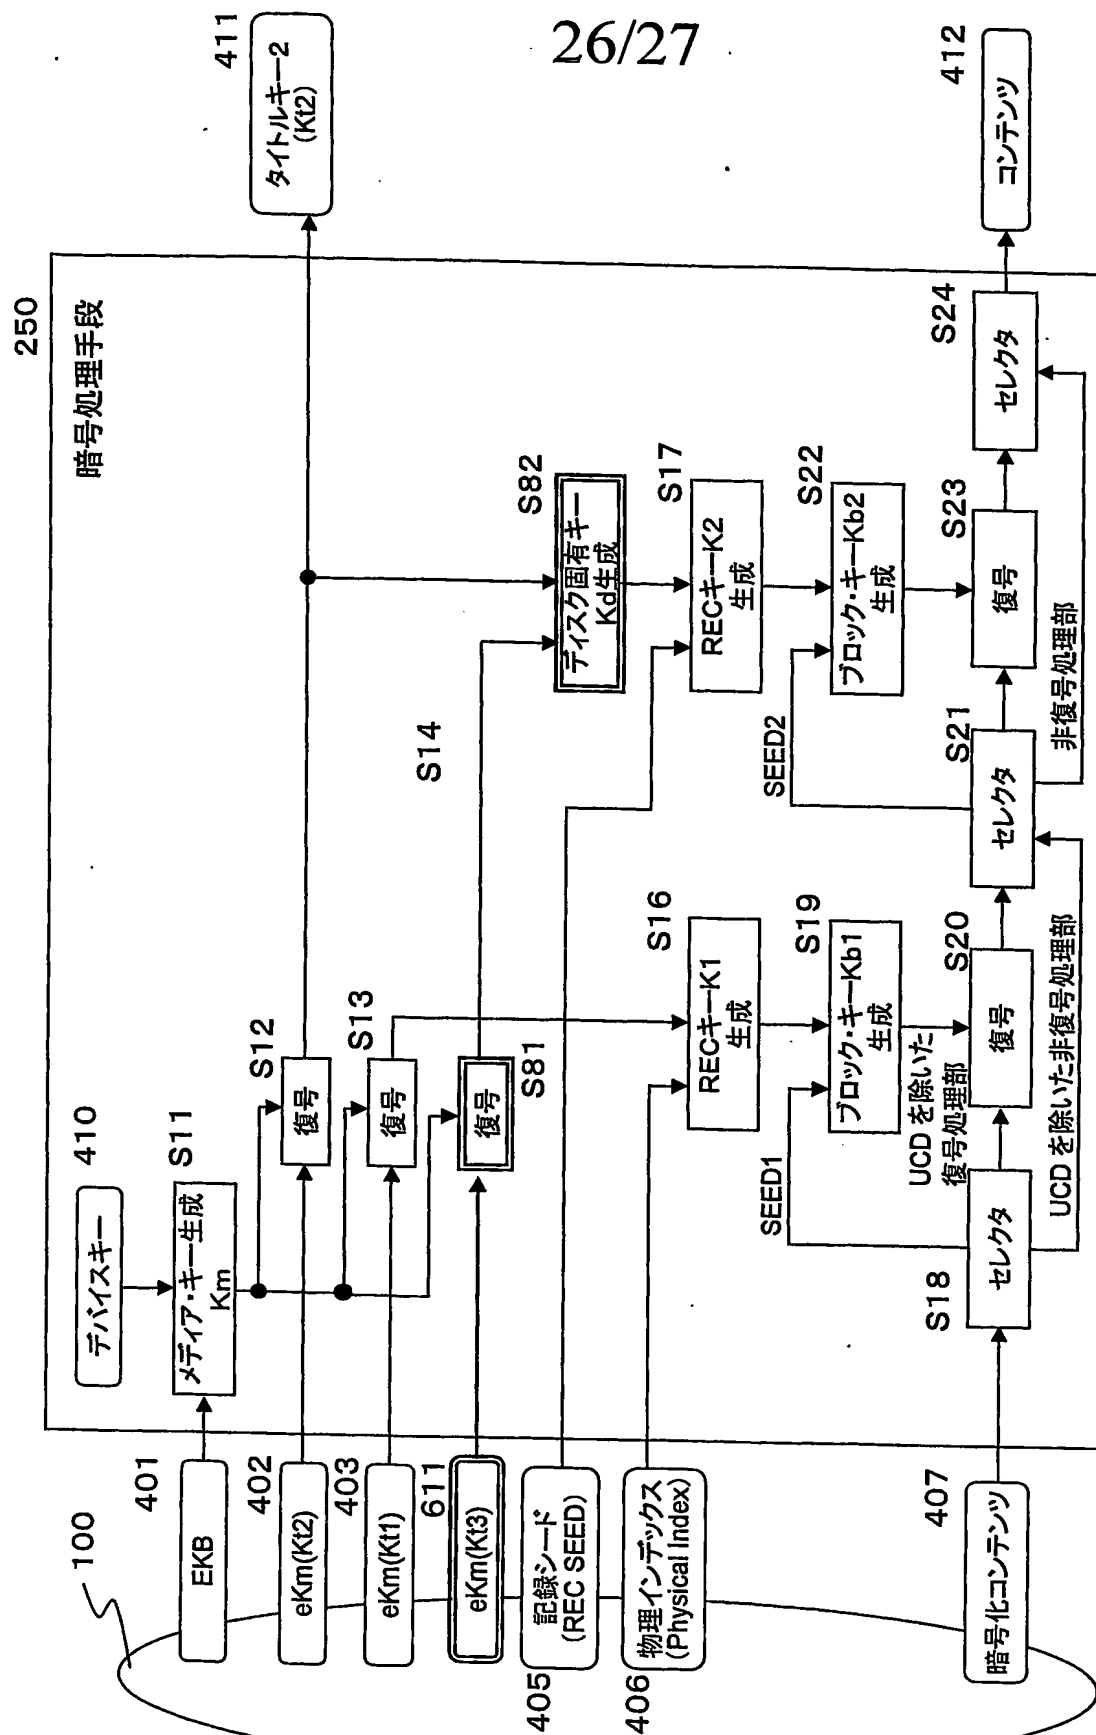 26/27
250
暗号処理手段
100
401
EKB
402
eKm(Kt2)
403
eKm(Kt1)
611
eKm(Kt3)
405
記録シード
(REC SEED)
406
物理インデックス
(Physical Index)
407
暗号化コンテンツ
410
デバイスキー
S11
メディア・キー生成
Km
S12
復号
S13
復号
S81
復号
S14
S82
ディスク固有キー
Kd生成
411
タイトルキー2
(Kt2)
S16
RECキーK1
生成
S17
RECキーK2
生成
S19
ブロック・キーKb1
生成
S22
ブロック・キーKb2
生成
SEED1
SEED2
S18
セレクタ
UCDを除いた
復号処理部
S20
復号
UCDを除いた非復号処理部
S21
セレクタ
S23
復号
非復号処理部
S24
セレクタ
412
コンテンツ